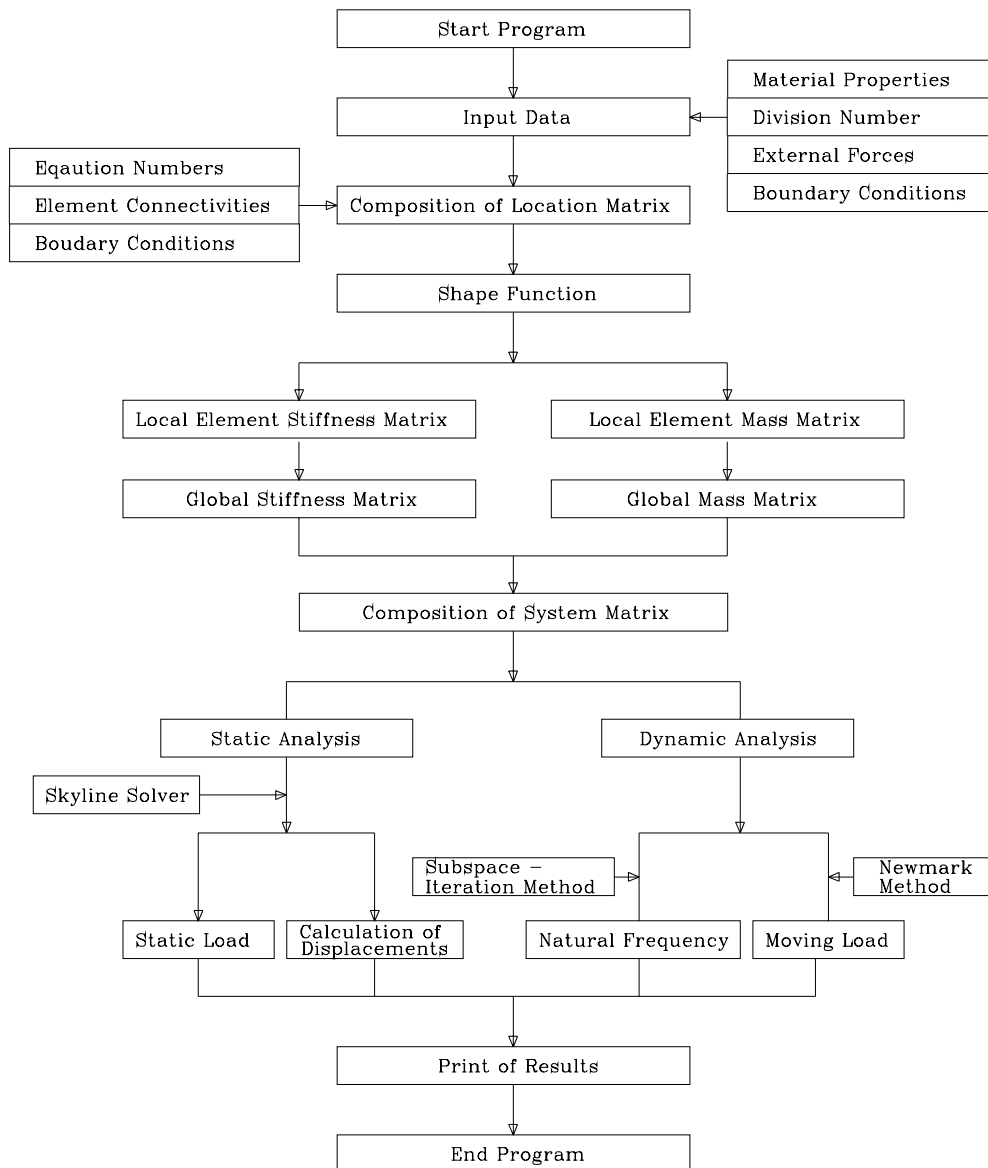 Start Program
Material Properties
Input Data
Division Number
External Forces
Boundary Conditions
Eqaution Numbers
Element Connectivities
Boudary Conditions
Composition of Location Matrix
Shape Function
Local Element Stiffness Matrix
Local Element Mass Matrix
Global Stiffness Matrix
Global Mass Matrix
Composition of System Matrix
Static Analysis
Dynamic Analysis
Skyline Solver
Subspace -
Iteration Method
Newmark
Method
Static Load
Calculation of
Displacements
Natural Frequency
Moving Load
Print of Results
End Program